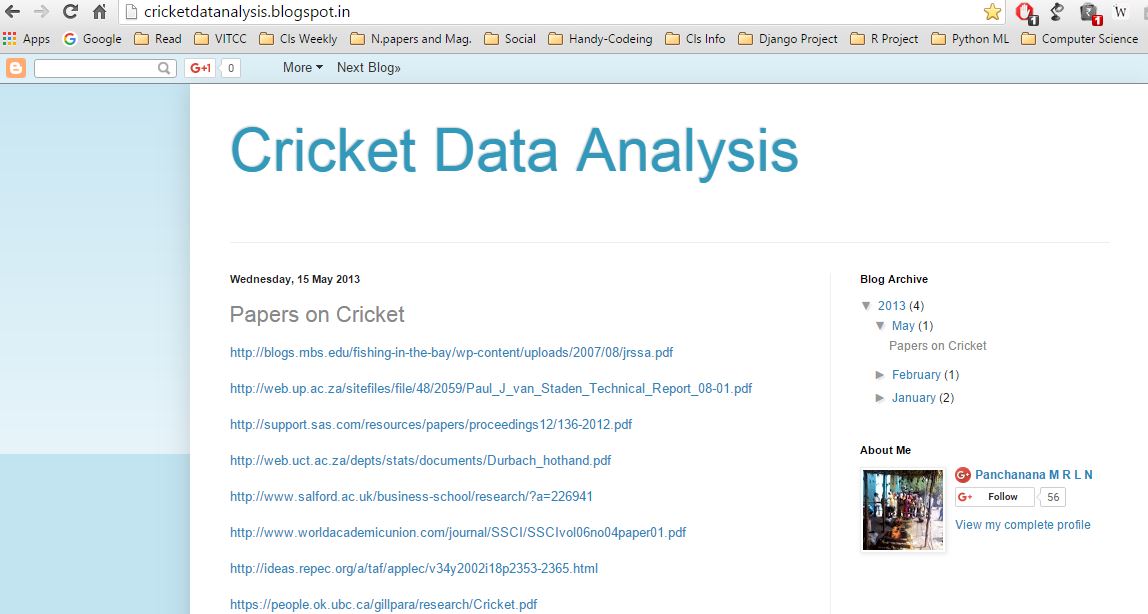 cricketdatanalysis.blogspot.in
1
1
W
Apps Google Read VITCC Cls Weekly N.papers and Mag. Social Handy-Codeing Cls Info Django Project R Project Python ML Computer Science
G+1 0 More Next Blog»
Cricket Data Analysis
Wednesday, 15 May 2013
Papers on Cricket
http://blogs.mbs.edu/fishing-in-the-bay/wp-content/uploads/2007/08/jrssa.pdf
http://web.up.ac.za/sitefiles/file/48/2059/Paul_J_van_Staden_Technical_Report_08-01.pdf
http://support.sas.com/resources/papers/proceedings12/136-2012.pdf
http://web.uct.ac.za/depts/stats/documents/Durbach_hothand.pdf
http://www.salford.ac.uk/business-school/research/?a=226941
http://www.worldacademicunion.com/journal/SSCI/SSCIvol06no04paper01.pdf
http://ideas.repec.org/a/taf/applec/v34y2002i18p2353-2365.html
https://people.ok.ubc.ca/gillpara/research/Cricket.pdf
Blog Archive
▼ 2013 (4)
▼ May (1)
Papers on Cricket
► February (1)
► January (2)
About Me
G+ Panchanana M R L N
G+ Follow 56
View my complete profile